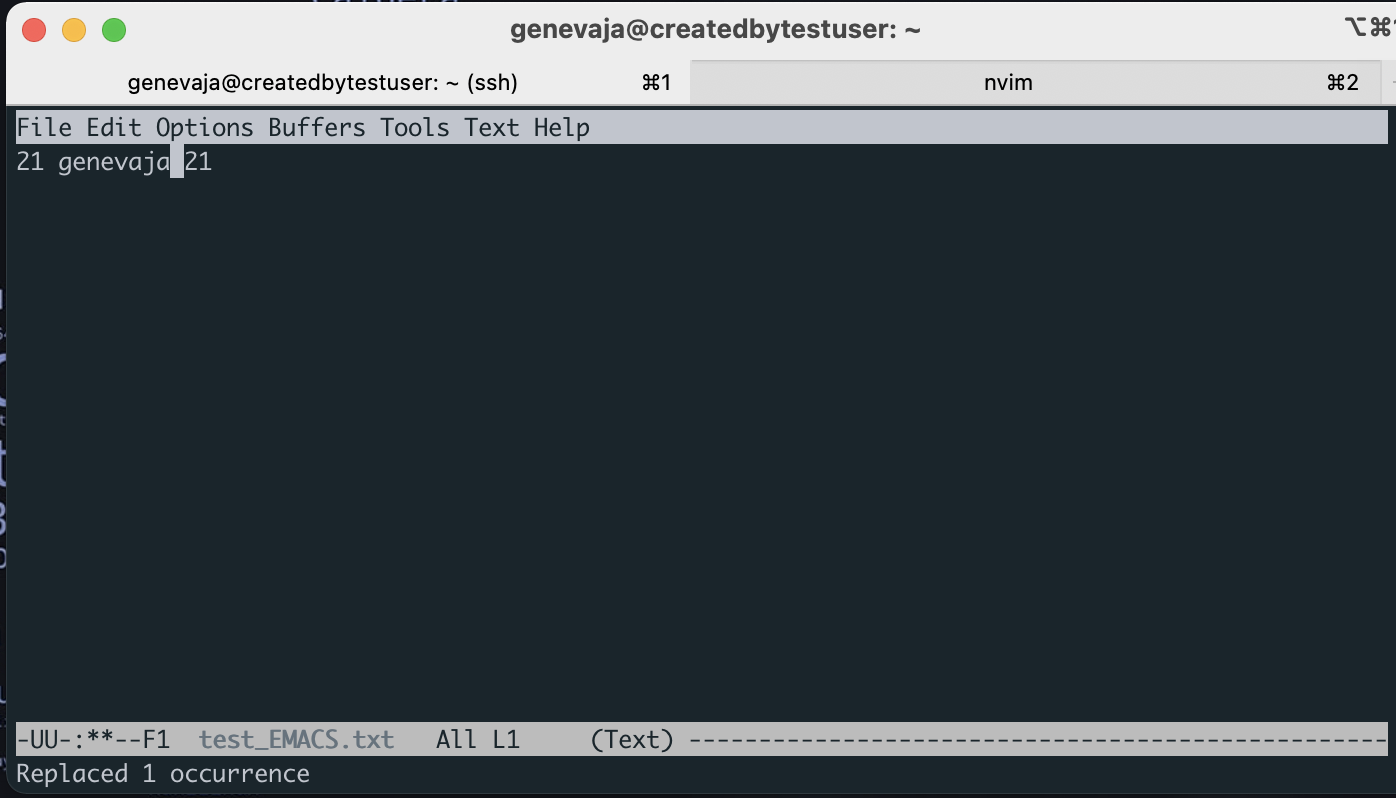 genevaja@createdbytestuser: ~
⌥⌘
genevaja@createdbytestuser: ~ (ssh) ⌘1
nvim ⌘2
File Edit Options Buffers Tools Text Help
21 genevaja 21
-UU-:**--F1 test_EMACS.txt All L1 (Text) --------------------------------------------------
Replaced 1 occurrence